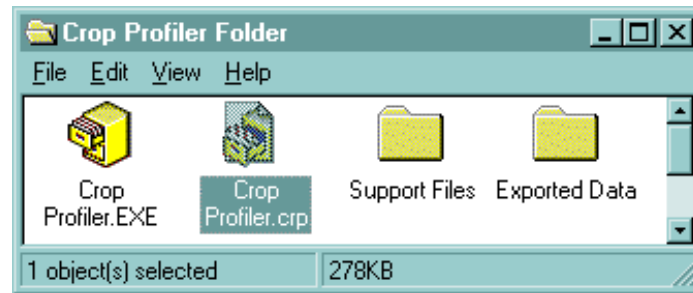 Crop Profiler Folder
File Edit View Help
Crop
Profiler.EXE
Crop
Profiler.crp
Support Files
Exported Data
1 object(s) selected
278KB